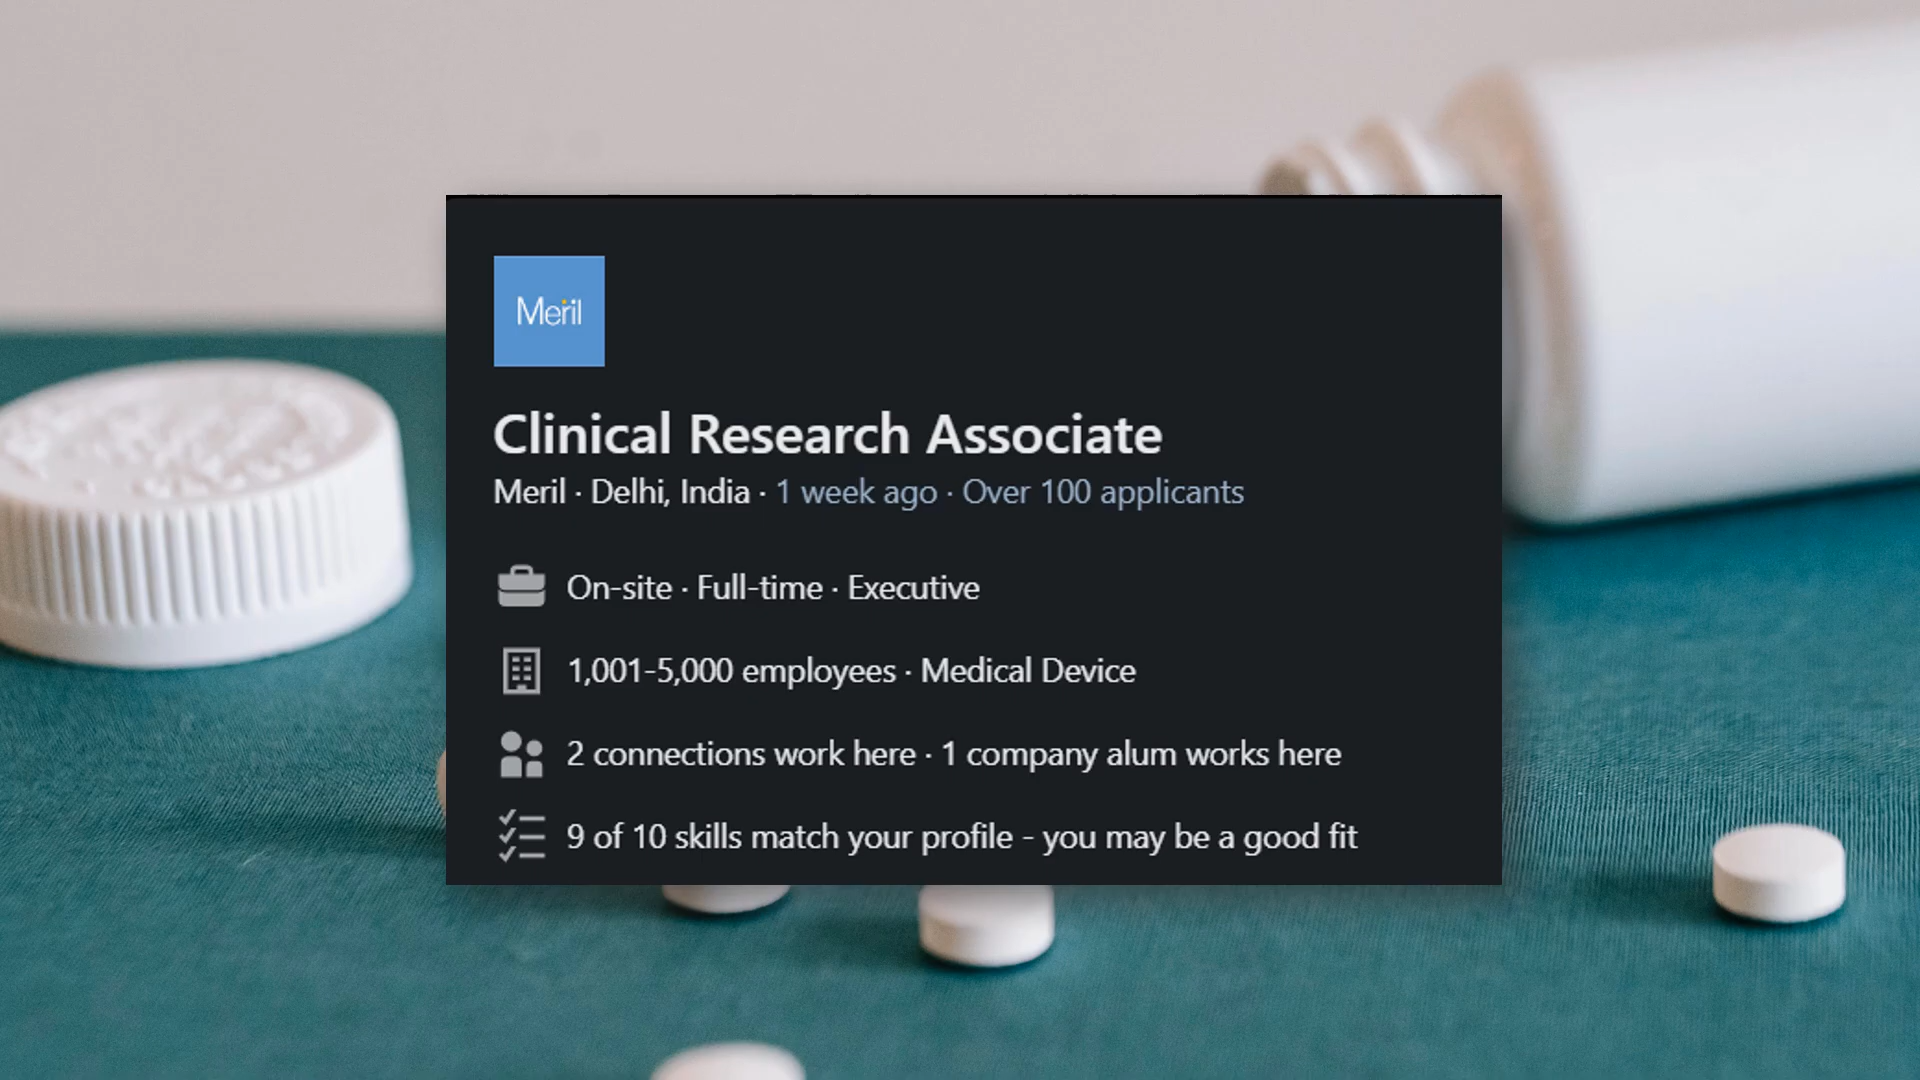 Meril
Clinical Research Associate
Meril · Delhi, India · 1 week ago · Over 100 applicants
On-site · Full-time · Executive
1,001-5,000 employees · Medical Device
2 connections work here · 1 company alum works here
9 of 10 skills match your profile - you may be a good fit